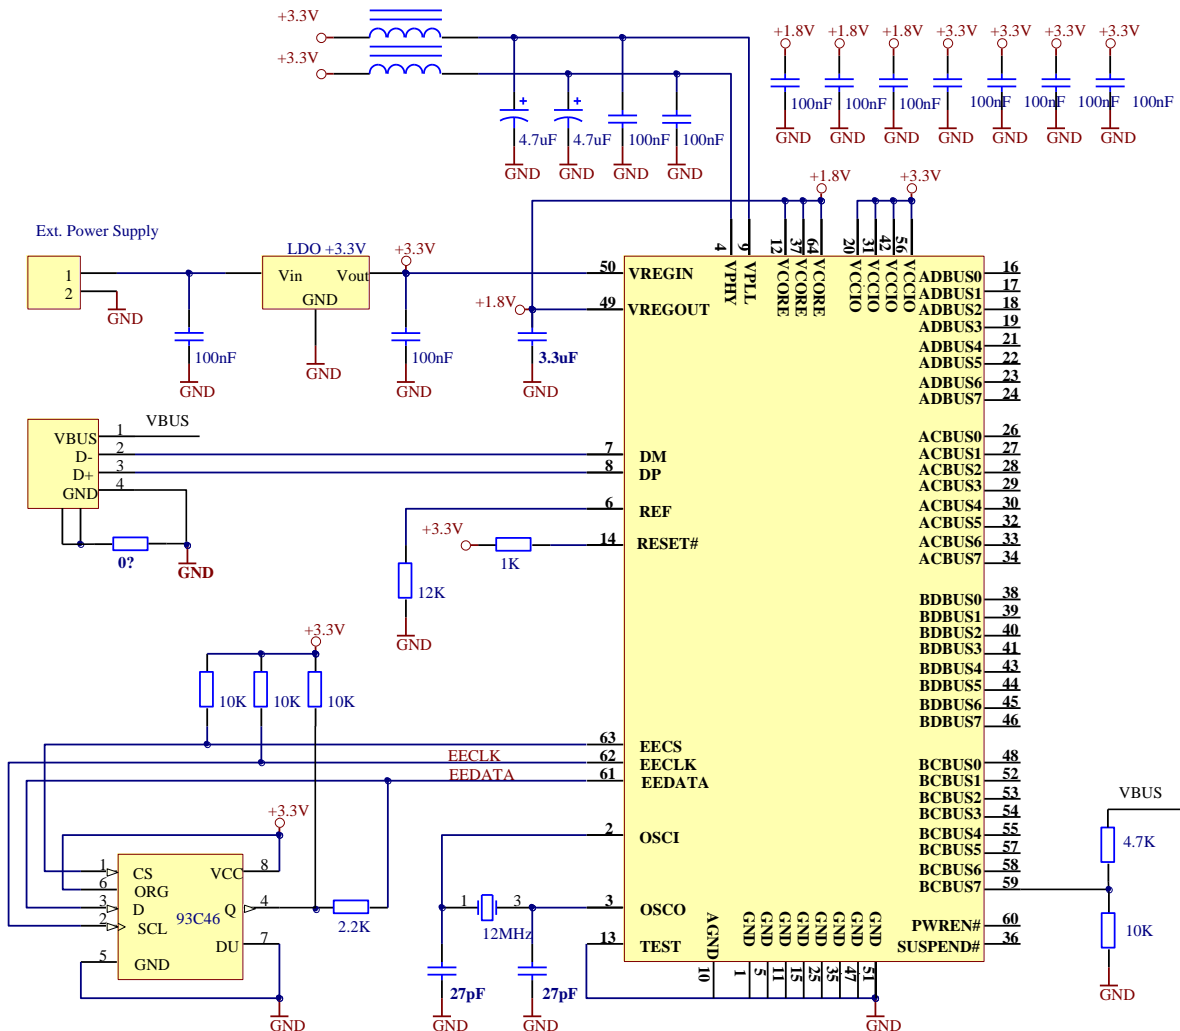 +3.3V
+3.3V
4.7uF
4.7uF
100nF
100nF
GND
GND
GND
GND
+1.8V
+1.8V
+1.8V
+3.3V
+3.3V
+3.3V
+3.3V
100nF
100nF
100nF
100nF
100nF
100nF
100nF
GND
GND
GND
GND
GND
GND
GND
+1.8V
+3.3V
Ext. Power Supply
1
2
GND
100nF
GND
LDO +3.3V
Vin
Vout
GND
GND
+3.3V
100nF
GND
+1.8V
3.3uF
GND
VBUS
VBUS
D-
D+
GND
1
2
3
4
0?
GND
12K
GND
+3.3V
1K
+3.3V
10K
10K
10K
EECLK
EEDATA
+3.3V
1
6
3
2
5
CS
ORG
D
SCL
GND
93C46
VCC
Q
DU
8
4
7
2.2K
GND
1
3
12MHz
27pF
27pF
GND
GND
50
VREGIN
49
VREGOUT
7
DM
8
DP
6
REF
14
RESET#
63
EECS
62
EECLK
61
EEDATA
2
OSCI
3
OSCO
13
TEST
4
VPHY
9
VPLL
12
VCORE
37
VCORE
64
VCORE
20
VCCIO
31
VCCIO
42
VCCIO
56
VCCIO
ADBUS0
16
ADBUS1
17
ADBUS2
18
ADBUS3
19
ADBUS4
21
ADBUS5
22
ADBUS6
23
ADBUS7
24
ACBUS0
26
ACBUS1
27
ACBUS2
28
ACBUS3
29
ACBUS4
30
ACBUS5
32
ACBUS6
33
ACBUS7
34
BDBUS0
38
BDBUS1
39
BDBUS2
40
BDBUS3
41
BDBUS4
43
BDBUS5
44
BDBUS6
45
BDBUS7
46
BCBUS0
48
BCBUS1
52
BCBUS2
53
BCBUS3
54
BCBUS4
55
BCBUS5
57
BCBUS6
58
BCBUS7
59
PWREN#
60
SUSPEND#
36
AGND
10
GND
1
GND
5
GND
11
GND
15
GND
25
GND
35
GND
47
GND
51
GND
VBUS
4.7K
10K
GND